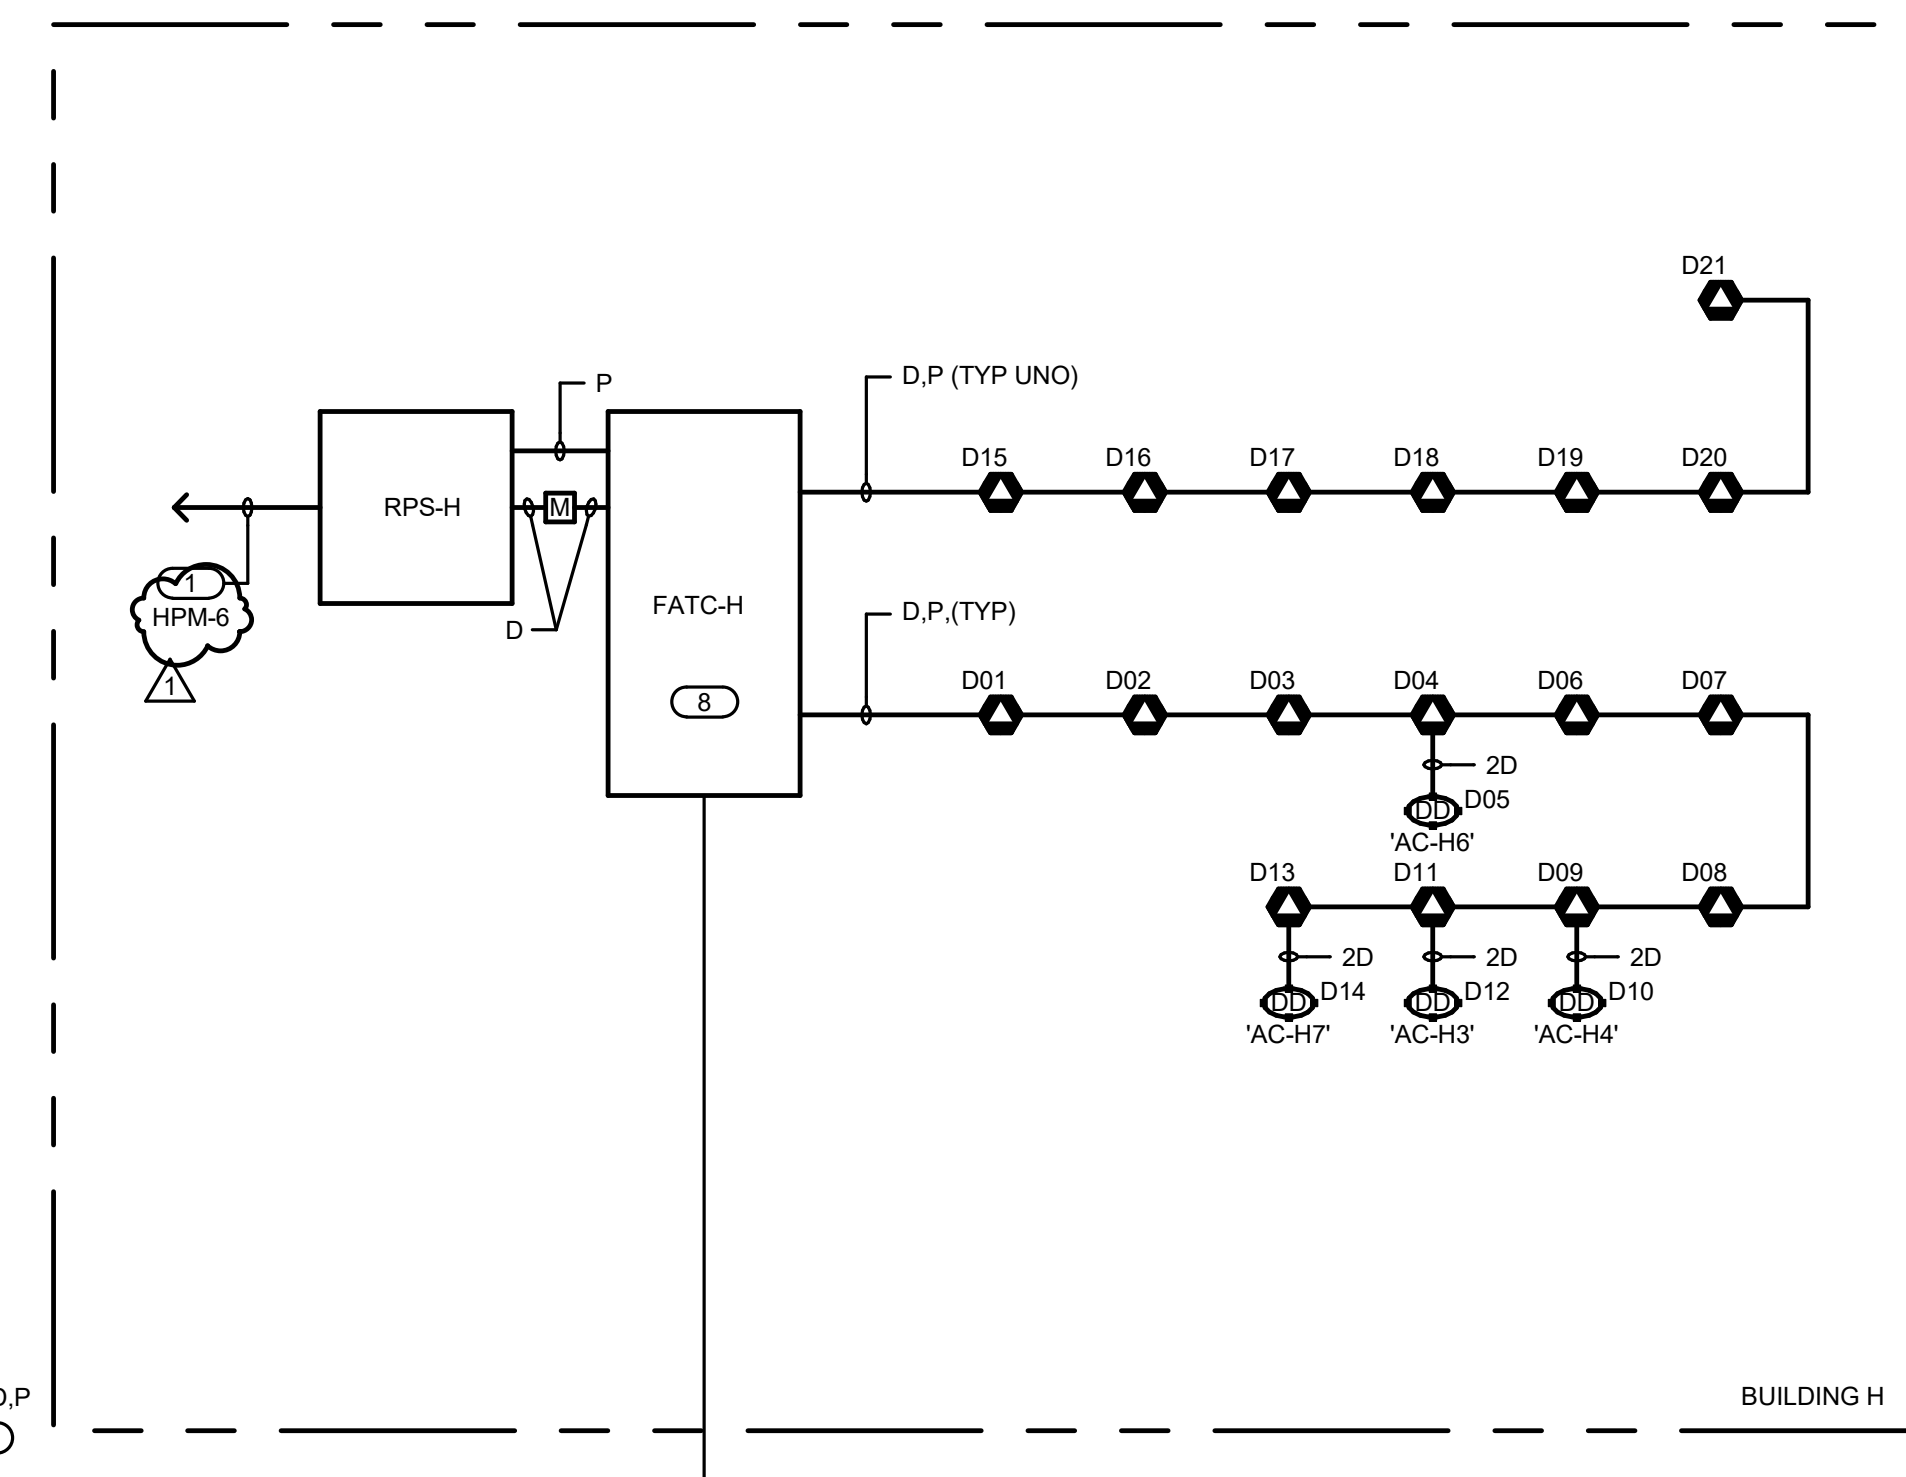 D21
P
D,P (TYP UNO)
D15 D16 D17 D18 D19 D20
RPS-H
M
1
HPM-6
1
D
FATC-H
8
D,P,(TYP)
D01 D02 D03 D04 D06 D07
2D
DD D05
'AC-H6'
D13 D11 D09 D08
2D 2D 2D
DD D14 DD D12 DD D10
'AC-H7' 'AC-H3' 'AC-H4'
D,P
BUILDING H